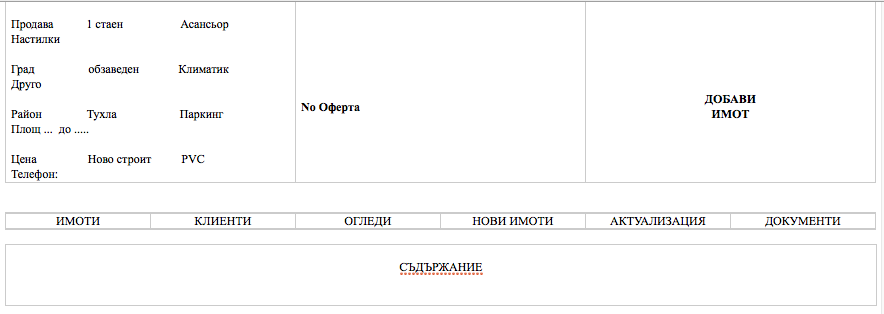 Продава 1 стаен Асансьор
Настилки
Град обзаведен Климатик
Друго
Район Тухла Паркинг
Площ ... до .....
Цена Ново строит PVC
Телефон:
No Оферта
ДОБАВИ
ИМОТ
ИМОТИ КЛИЕНТИ ОГЛЕДИ НОВИ ИМОТИ АКТУАЛИЗАЦИЯ ДОКУМЕНТИ
СЪДЪРЖАНИЕ